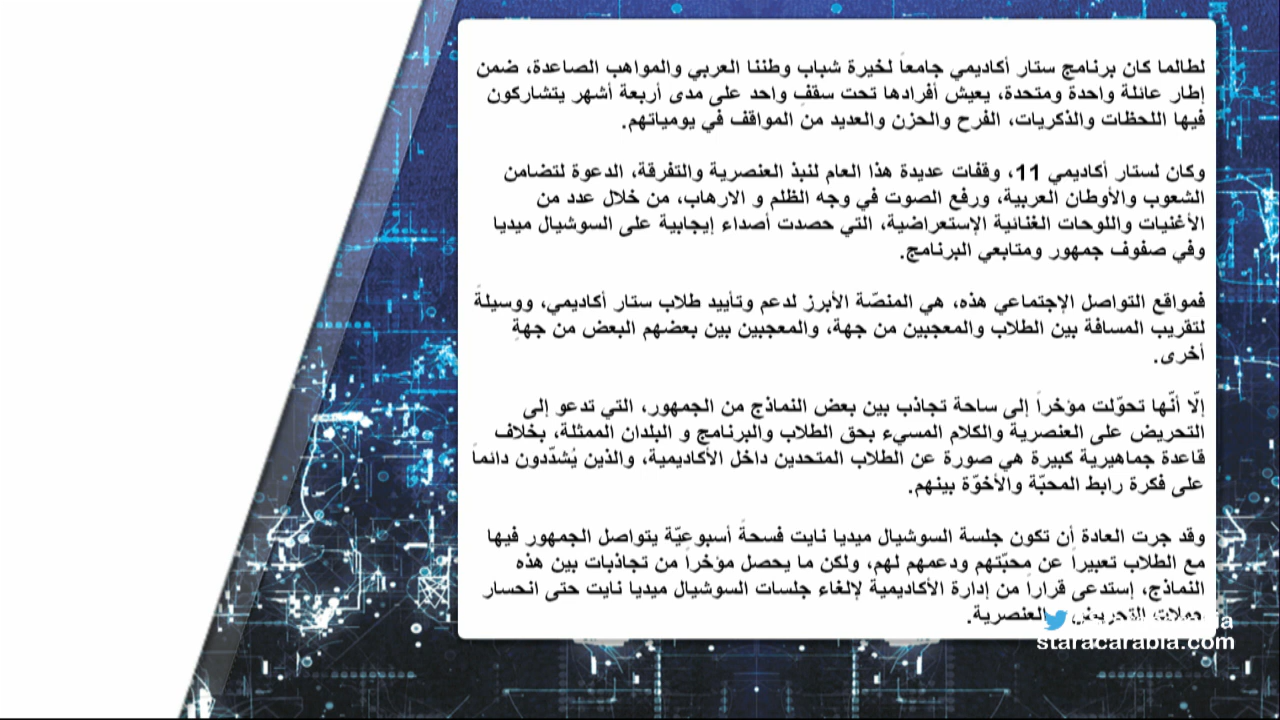 لطالما كان برنامج ستار أكاديمي جامعاً لخيرة شباب وطننا العربي والمواهب الصاعدة، ضمن
إطار عائلة واحدة ومتحدة، يعيش أفرادها تحت سقفٍ واحد على مدى أربعة أشهر يتشاركون
فيها اللحظات والذكريات، الفرح والحزن والعديد من المواقف في يومياتهم.
وكان لستار أكاديمي 11، وقفات عديدة هذا العام لنبذ العنصرية والتفرقة، الدعوة لتضامن
الشعوب والأوطان العربية، ورفع الصوت في وجه الظلم و الارهاب، من خلال عدد من
الأغنيات واللوحات الغنائية الإستعراضية، التي حصدت أصداء إيجابية على السوشيال ميديا
وفي صفوف جمهور ومتابعي البرنامج.
فمواقع التواصل الإجتماعي هذه، هي المنصّة الأبرز لدعم وتأييد طلاب ستار أكاديمي، ووسيلةً
لتقريب المسافة بين الطلاب والمعجبين من جهة، والمعجبين بين بعضهم البعض من جهةٍ
أخرى.
إلّا أنّها تحوّلت مؤخراً إلى ساحة تجاذب بين بعض النماذج من الجمهور، التي تدعو إلى
التحريض على العنصرية والكلام المسيء بحق الطلاب والبرنامج و البلدان الممثلة، بخلاف
قاعدة جماهيرية كبيرة هي صورة عن الطلاب المتحدين داخل الأكاديمية، والذين يُشدّدون دائماً
على فكرة رابط المحبّة والأخوّة بينهم.
وقد جرت العادة أن تكون جلسة السوشيال ميديا نايت فسحةً أسبوعيّة يتواصل الجمهور فيها
مع الطلاب تعبيراً عن محبّتهم ودعمهم لهم، ولكن ما يحصل مؤخراً من تجاذبات بين هذه
النماذج، إستدعى قراراً من إدارة الأكاديمية لإلغاء جلسات السوشيال ميديا نايت حتى انحسار
حملات التحريض العنصرية.
staracarabia.com